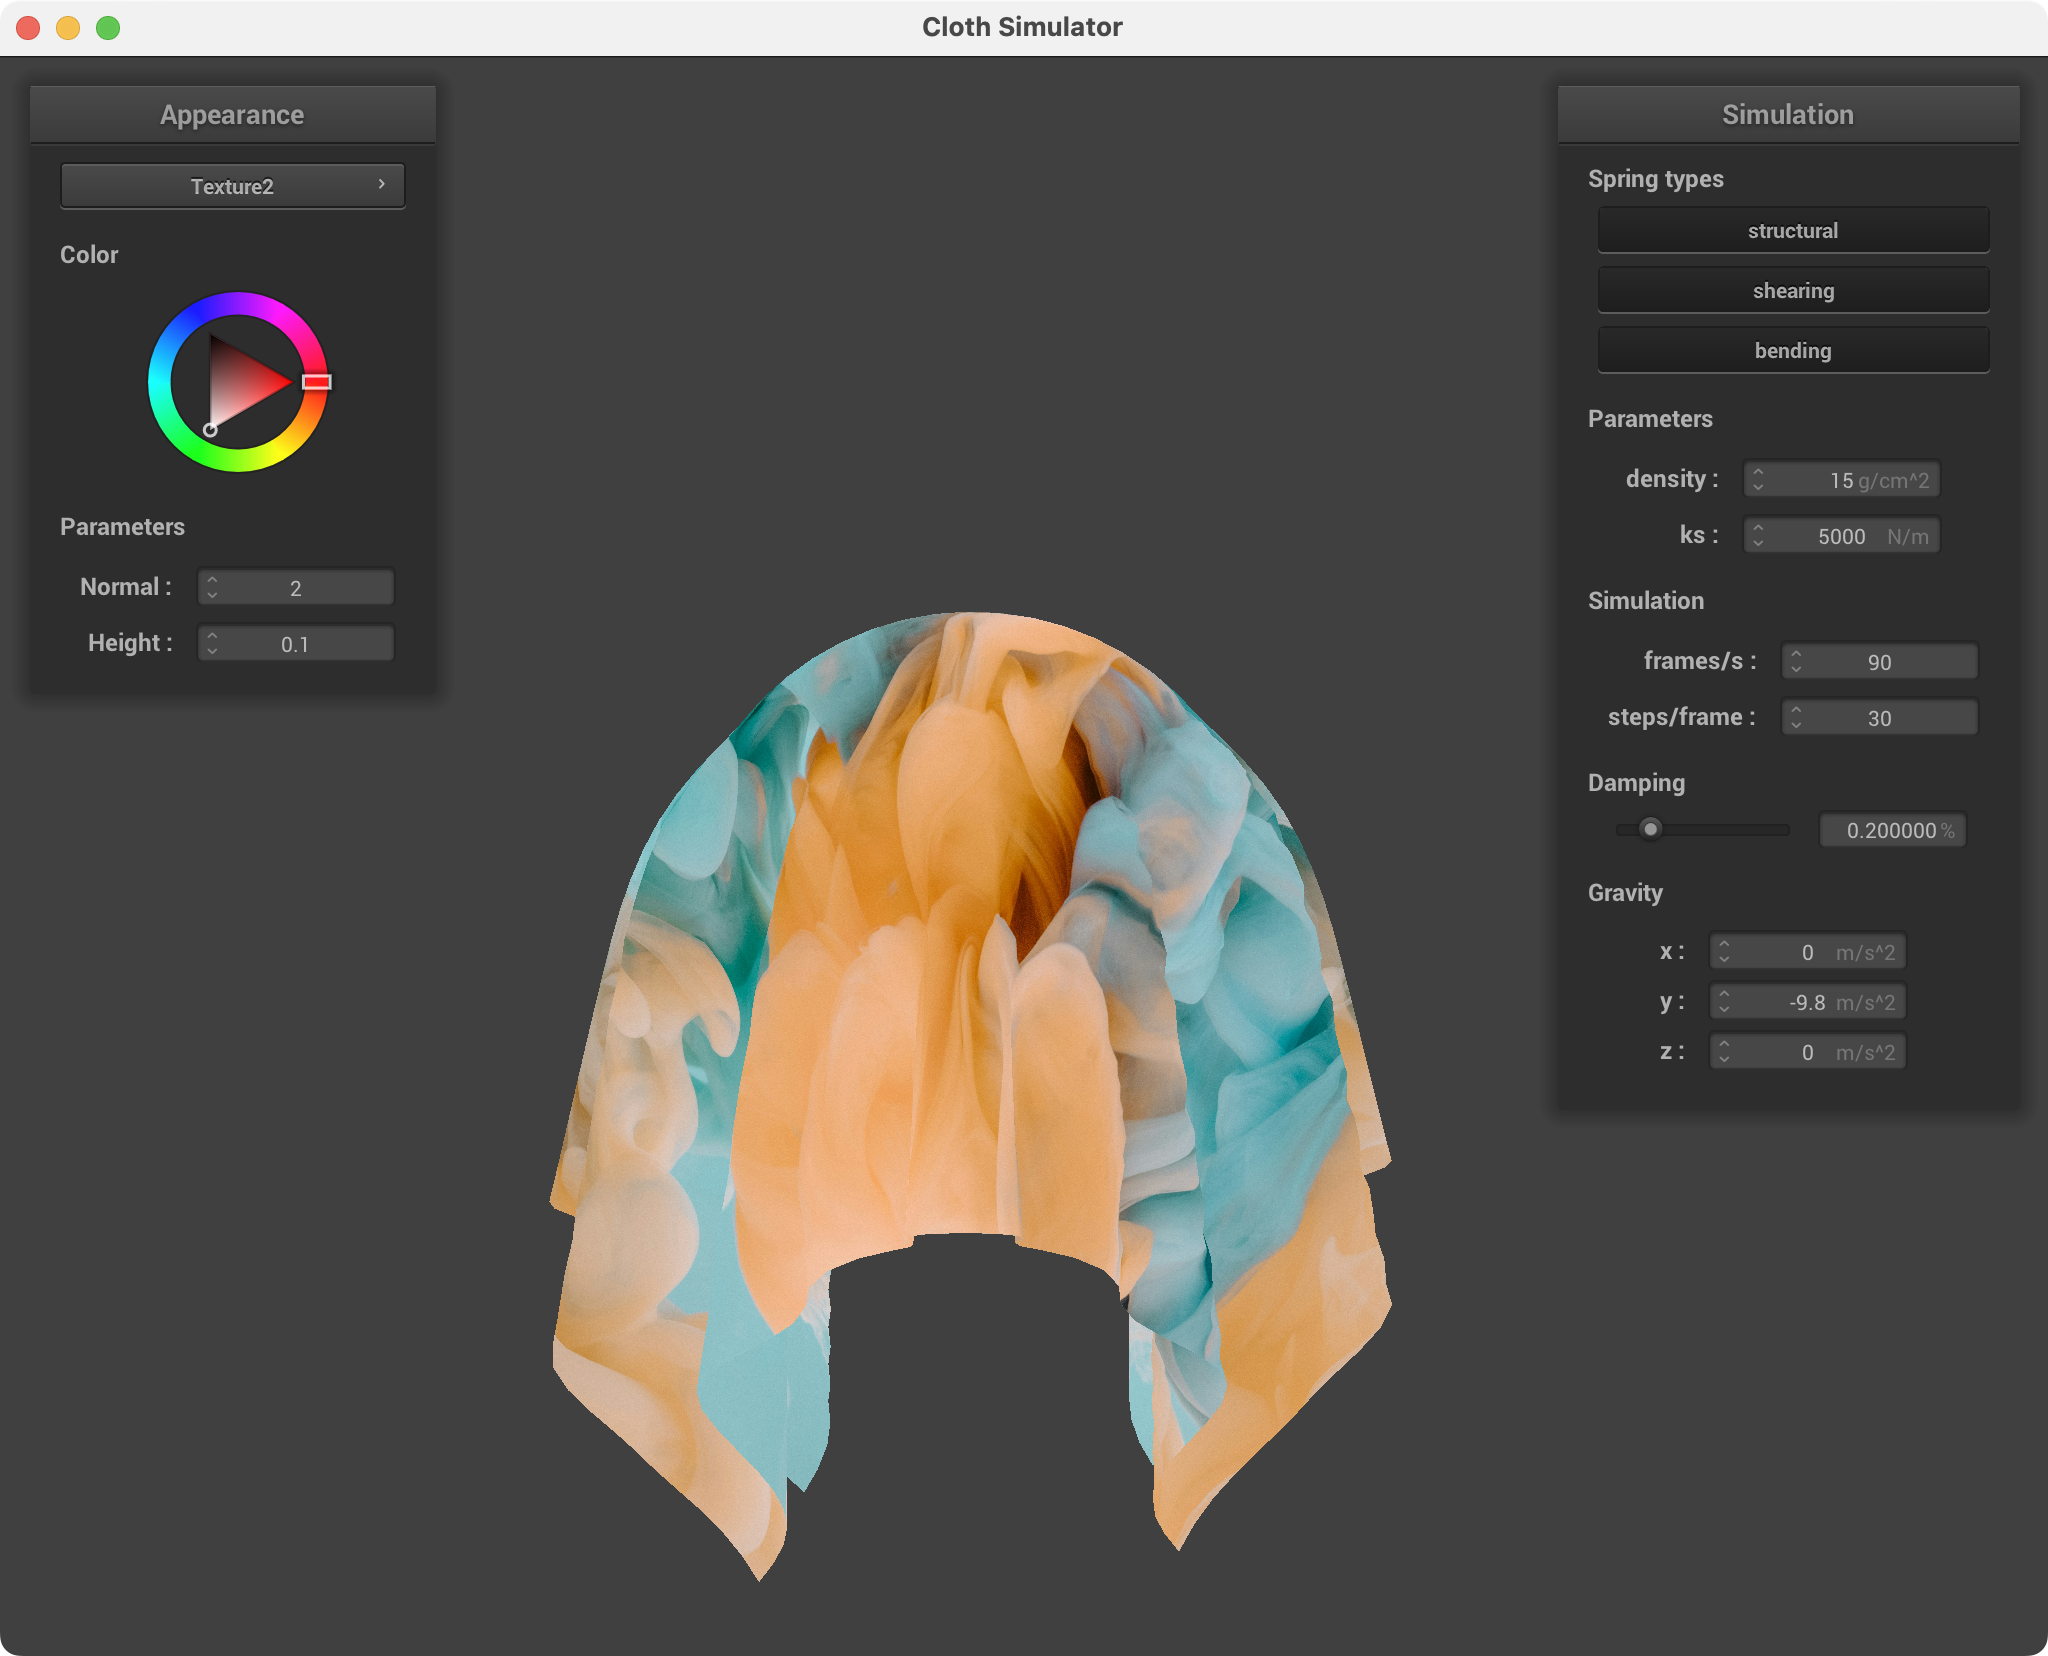 Cloth Simulator
Appearance
Texture2
Color
Parameters
Normal : 2
Height : 0.1
Simulation
Spring types
structural
shearing
bending
Parameters
density : 15 g/cm^2
ks : 5000 N/m
Simulation
frames/s : 90
steps/frame : 30
Damping
0.200000 %
Gravity
x : 0 m/s^2
y : -9.8 m/s^2
z : 0 m/s^2